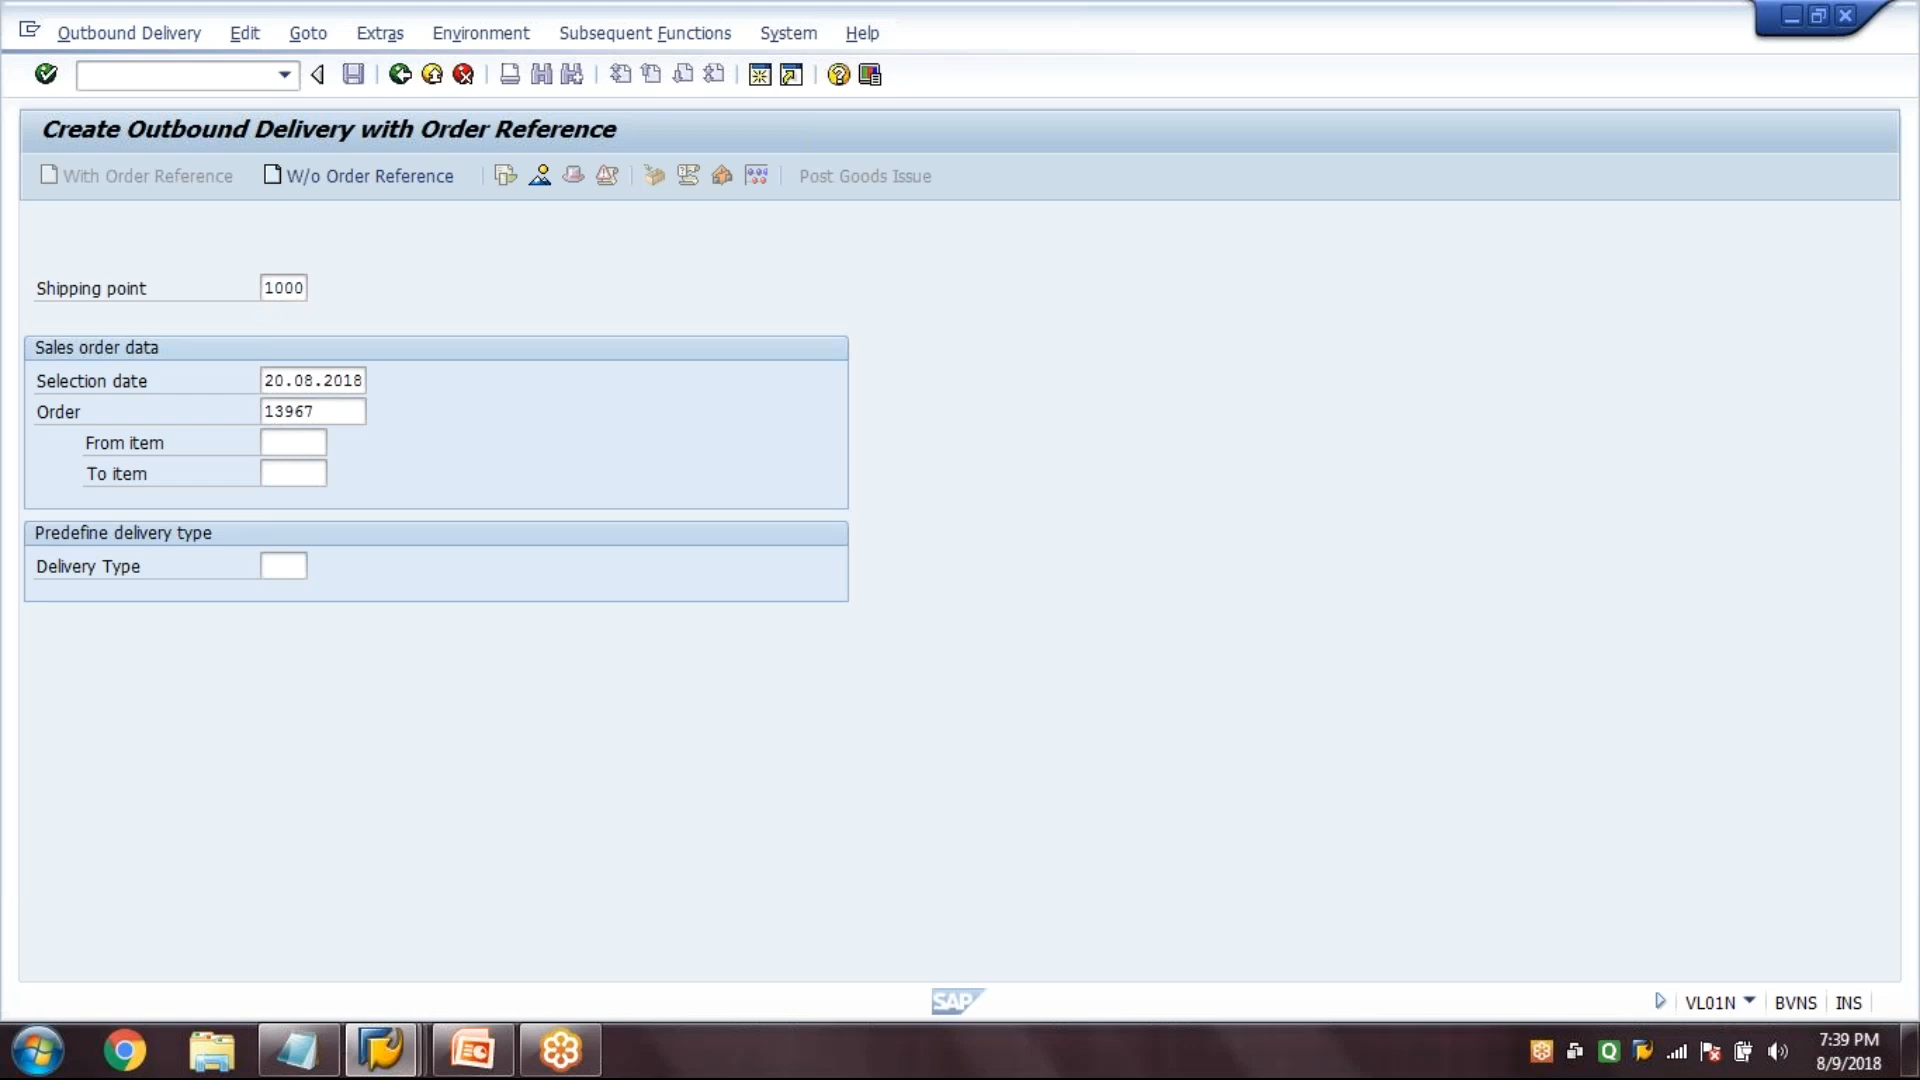 Outbound Delivery Edit Goto Extras Environment Subsequent Functions System Help
Create Outbound Delivery with Order Reference
With Order Reference W/o Order Reference Post Goods Issue
Shipping point 1000
Sales order data
Selection date 20.08.2018
Order 13967
From item
To item
Predefine delivery type
Delivery Type
SAP VL01N BVNS INS
7:39 PM
8/9/2018